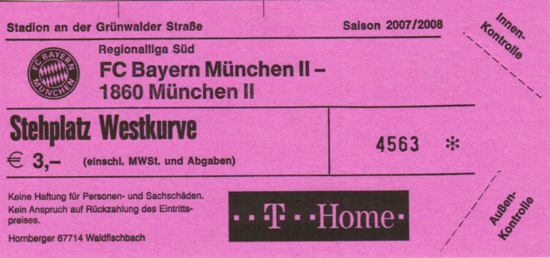 Stadion an der Grünwalder Straße
Saison 2007/2008
Innen-
Kontrolle
Regionalliga Süd
FC BAYERN
MÜNCHEN
FC Bayern München II –
1860 München II
Stehplatz Westkurve
€ 3,– (einschl. MWSt. und Abgaben)
4563 *
Keine Haftung für Personen- und Sachschäden.
Kein Anspruch auf Rückzahlung des Eintritts-
preises.
Hornberger 67714 Waldfischbach
··T··Home·
Außen-
Kontrolle